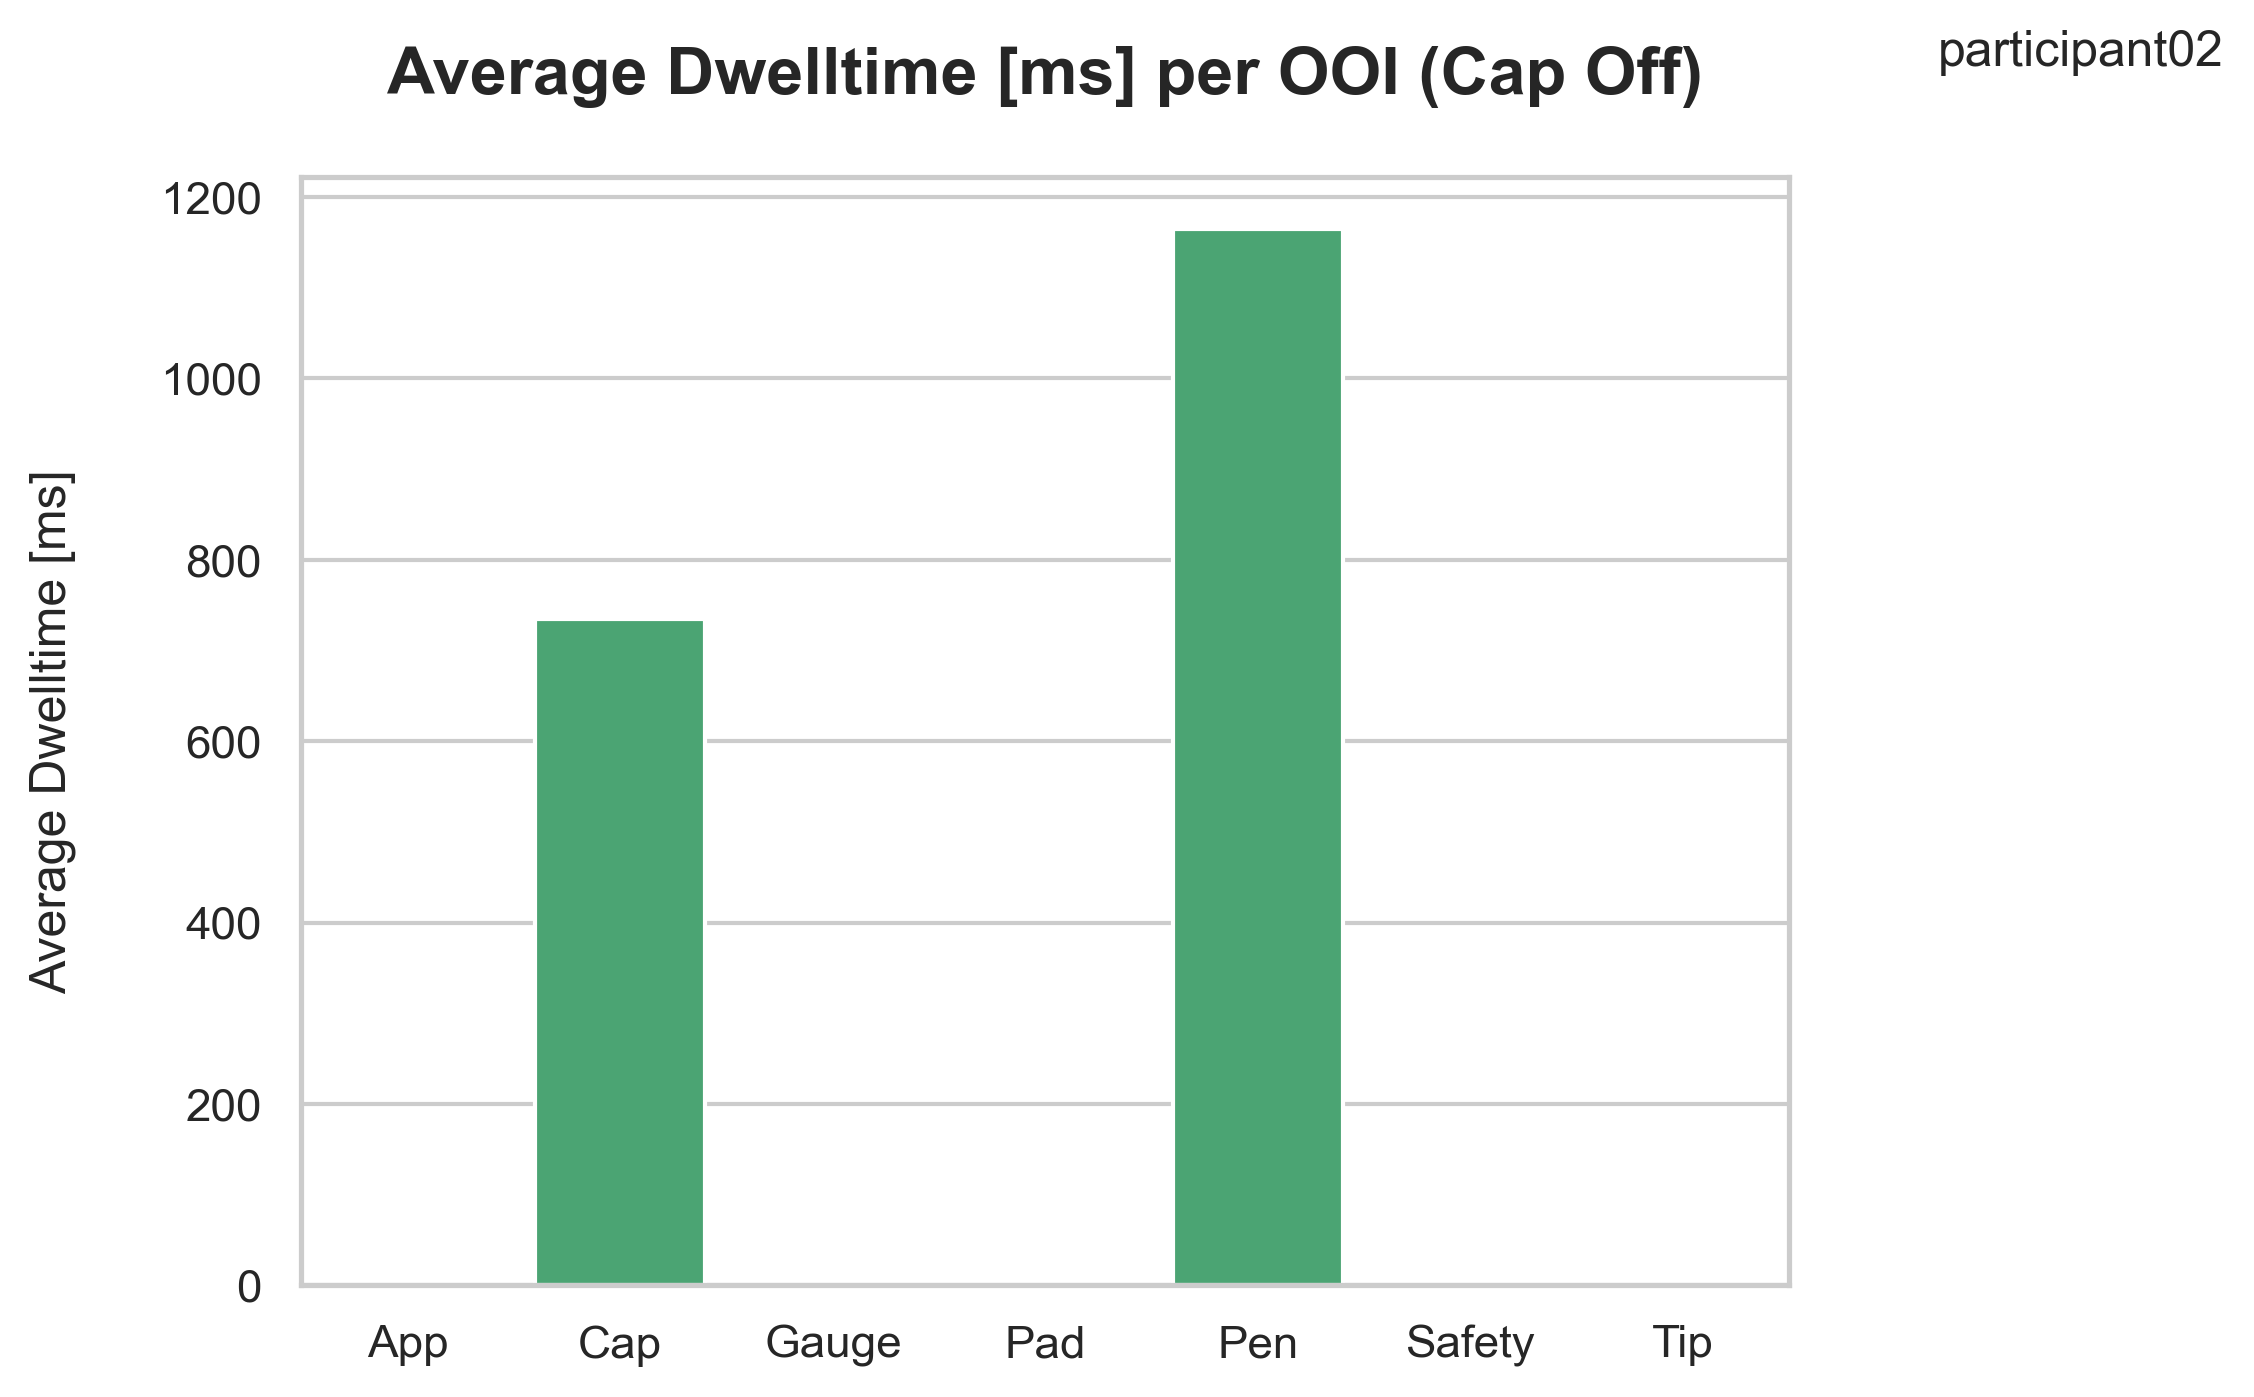 participant02
Average Dwelltime [ms] per OOI (Cap Off)
Average Dwelltime [ms]
1200
1000
800
600
400
200
0
App Cap Gauge Pad Pen Safety Tip